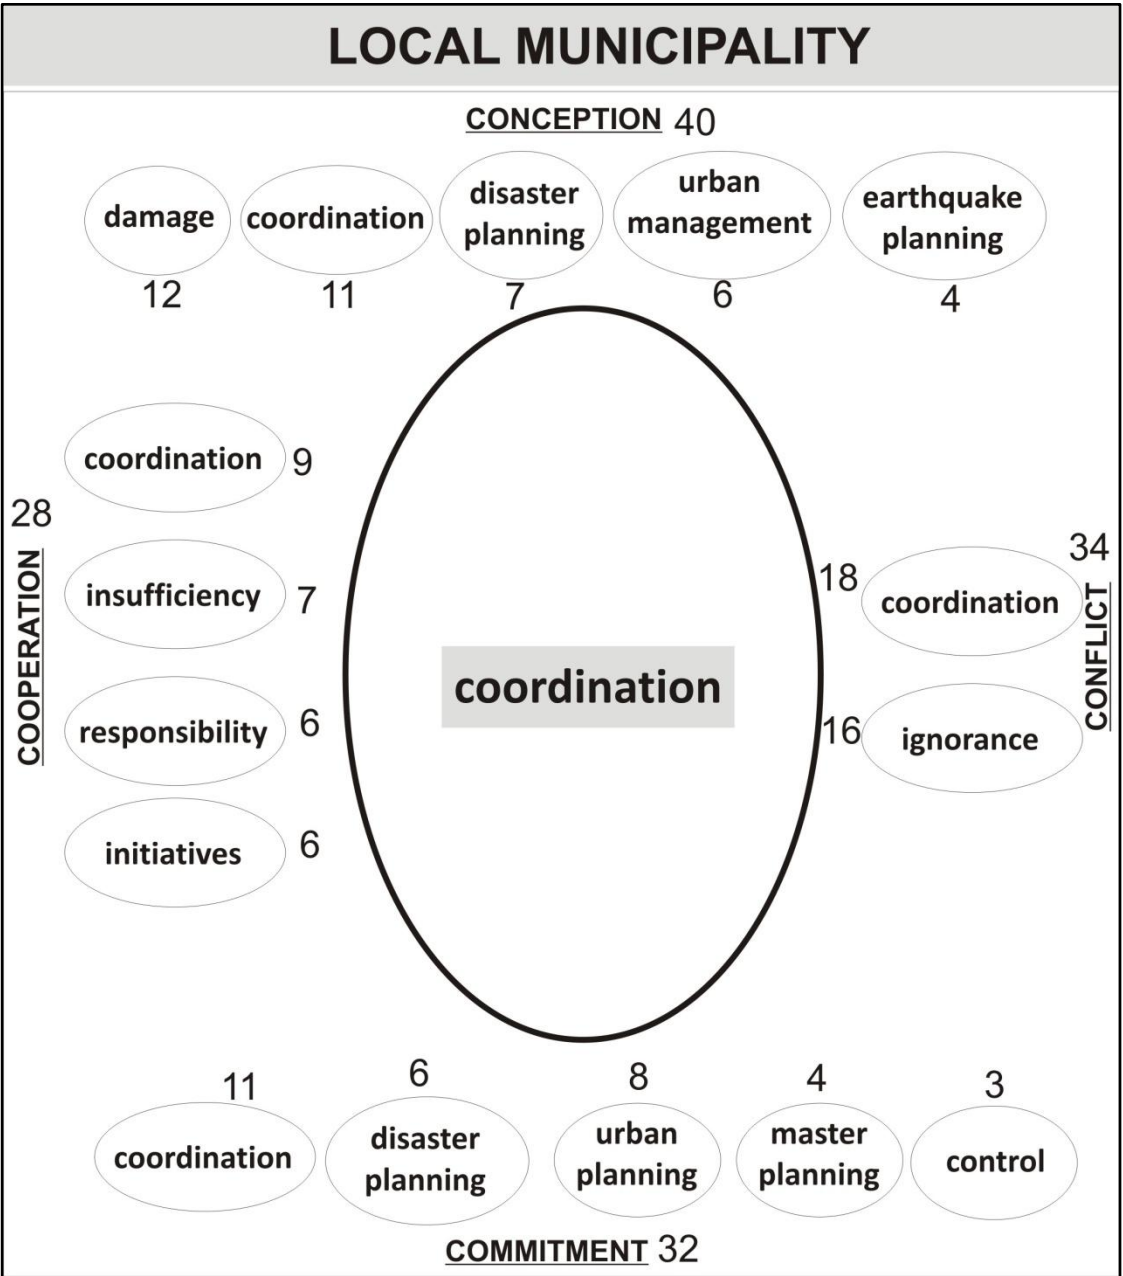 LOCAL MUNICIPALITY
CONCEPTION 40
damage
coordination
disaster
planning
urban
management
earthquake
planning
12
11
7
6
4
coordination
9
28
COOPERATION
insufficiency
7
responsibility
6
initiatives
6
coordination
34
CONFLICT
18
coordination
16
ignorance
11
6
8
4
3
coordination
disaster
planning
urban
planning
master
planning
control
COMMITMENT 32